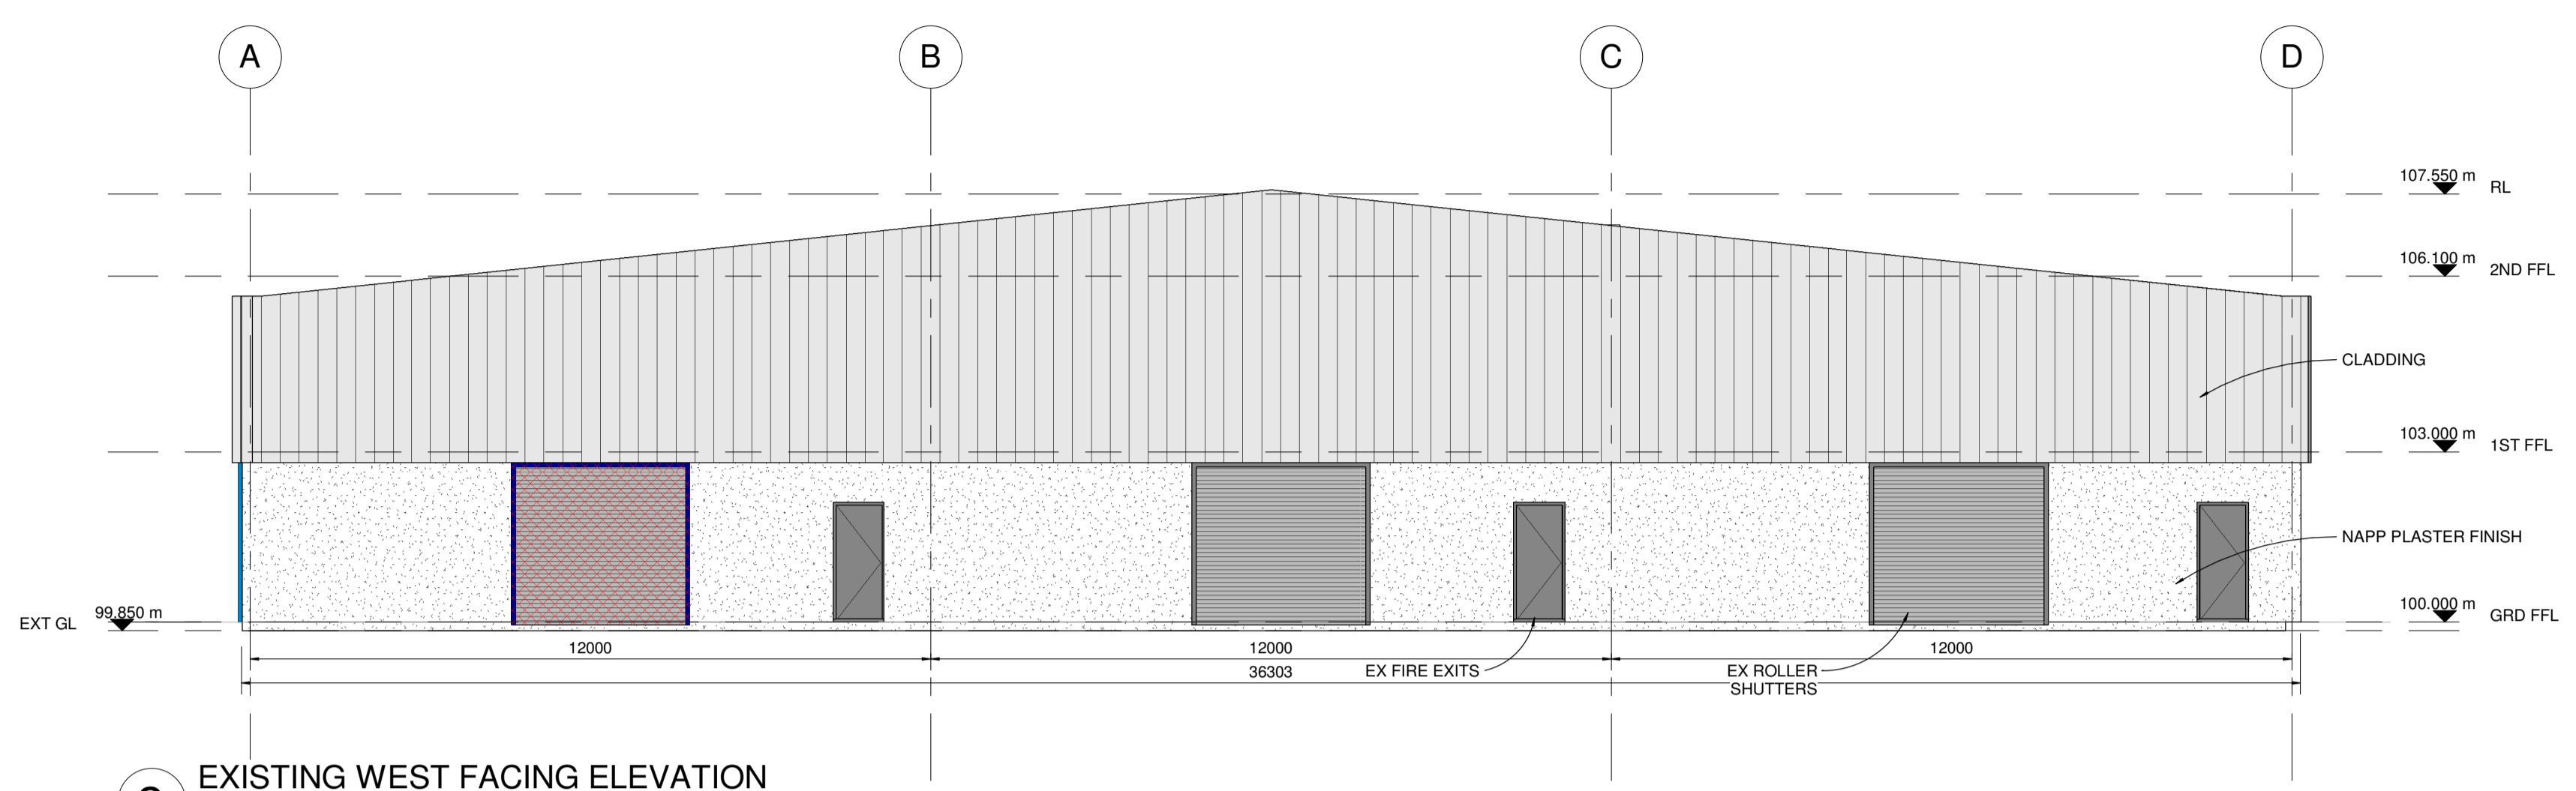 A
B
C
D
107.550 m
RL
106.100 m
2ND FFL
CLADDING
103.000 m
1ST FFL
NAPP PLASTER FINISH
EXT GL
99.850 m
100.000 m
GRD FFL
12000
12000
12000
36303
EX FIRE EXITS
EX ROLLER
SHUTTERS
EXISTING WEST FACING ELEVATION